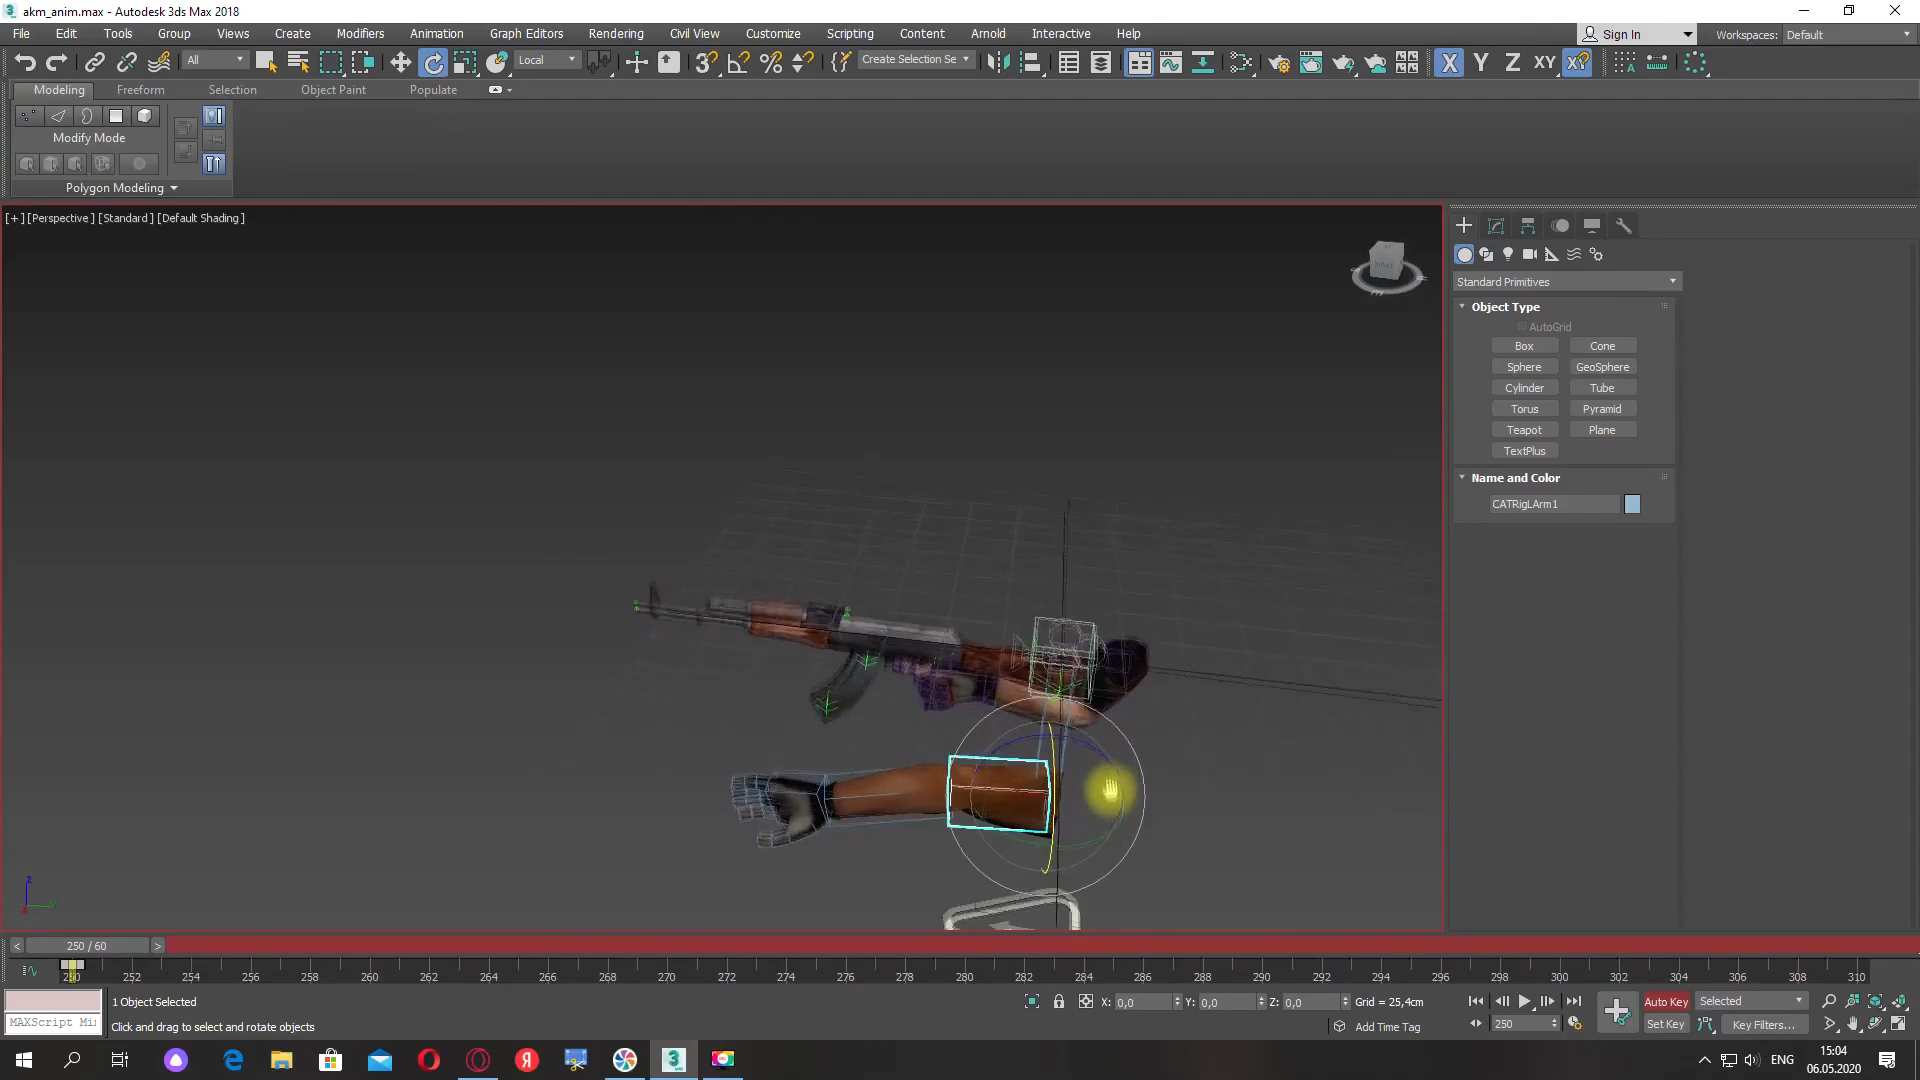 akm_anim.max - Autodesk 3ds Max 2018
File Edit Tools Group Views Create Modifiers Animation Graph Editors Rendering Civil View Customize Scripting Content Arnold Interactive Help
Sign In Workspaces: Default
All Local Create Selection Se X Y Z XY
Modeling Freeform Selection Object Paint Populate
Modify Mode
Polygon Modeling
[+] [Perspective] [Standard] [Default Shading]
Standard Primitives
Object Type
AutoGrid
Box Cone
Sphere GeoSphere
Cylinder Tube
Torus Pyramid
Teapot Plane
TextPlus
Name and Color
CATRigLArm1
z
< 250 / 60 >
250 252 254 256 258 260 262 264 266 268 270 272 274 276 278 280 282 284 286 288 290 292 294 296 298 300 302 304 306 308 310
1 Object Selected X: 0,0 Y: 0,0 Z: 0,0 Grid = 25,4cm Auto Key Selected
MAXScript Mi Click and drag to select and rotate objects Add Time Tag 250 Set Key Key Filters...
ENG 15:04
06.05.2020